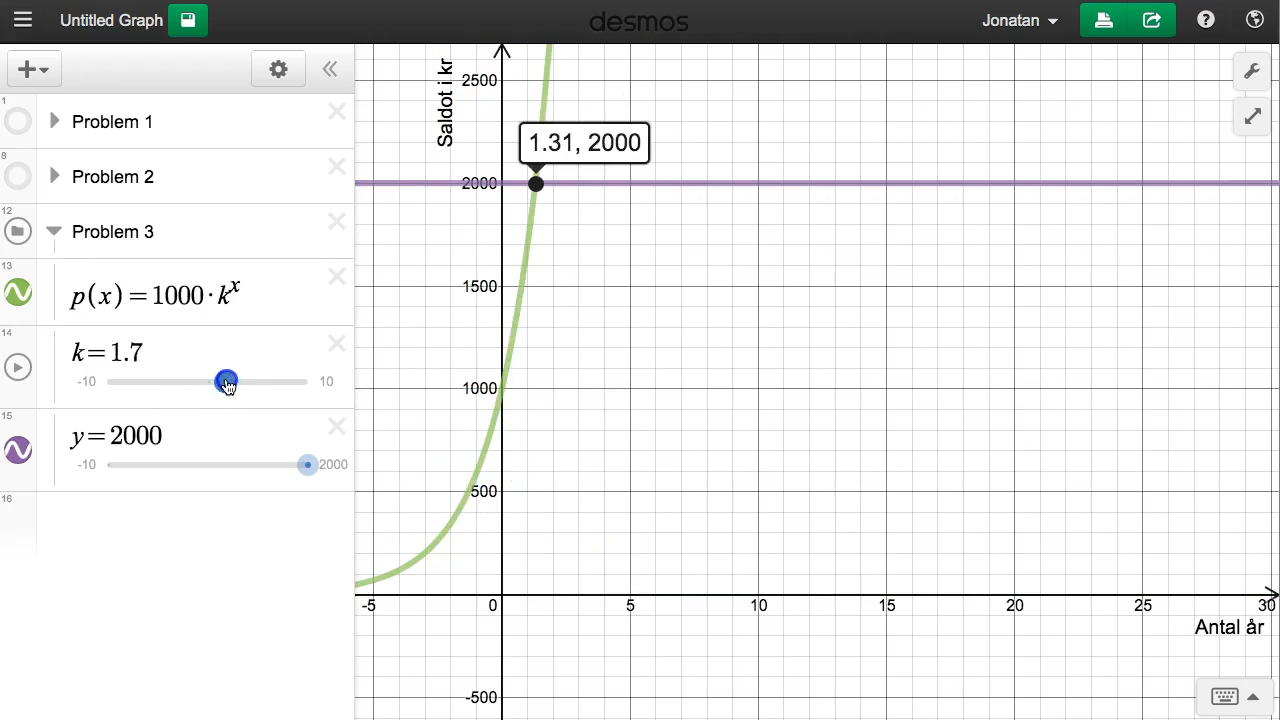 Untitled Graph
desmos
Jonatan
1
Problem 1
8
Problem 2
12
Problem 3
13
p(x)=1000·k^x
14
k=1.7
-10
10
15
y=2000
-10
2000
16
Saldot i kr
2500
2000
1500
1000
500
-500
1.31, 2000
-5
0
5
10
15
20
25
30
Antal år